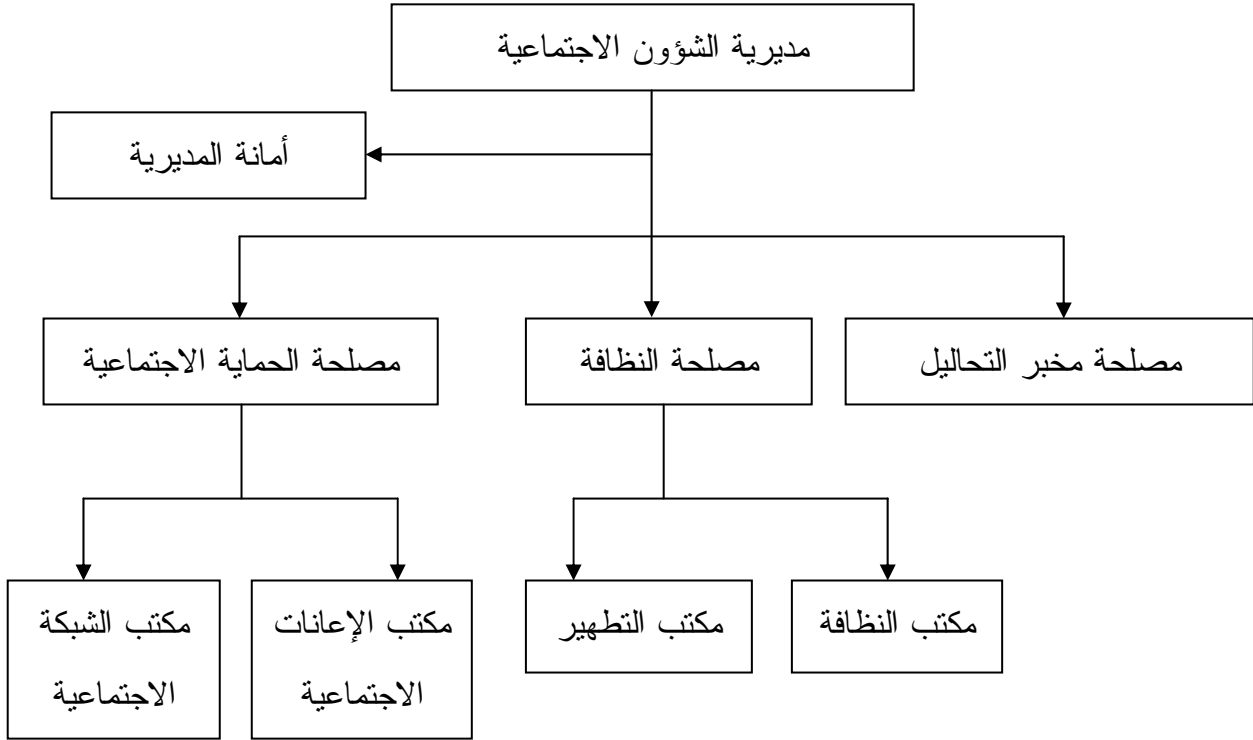 مديرية الشؤون الاجتماعية
أمانة المديرية
مصلحة مخبر التحاليل
مصلحة النظافة
مصلحة الحماية الاجتماعية
مكتب النظافة
مكتب التطهير
مكتب الإعانات
الاجتماعية
مكتب الشبكة
الاجتماعية